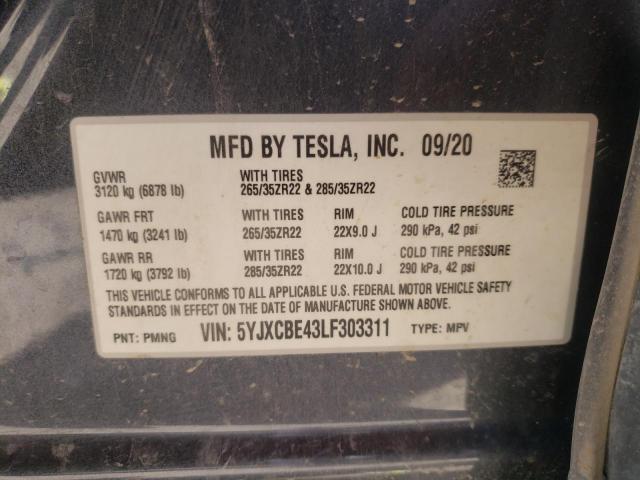 MFD BY TESLA, INC. 09/20
GVWR WITH TIRES
3120 kg (6878 lb) 265/35ZR22 & 285/35ZR22
GAWR FRT WITH TIRES RIM COLD TIRE PRESSURE
1470 kg (3241 lb) 265/35ZR22 22X9.0 J 290 kPa, 42 psi
GAWR RR WITH TIRES RIM COLD TIRE PRESSURE
1720 kg (3792 lb) 285/35ZR22 22X10.0 J 290 kPa, 42 psi
THIS VEHICLE CONFORMS TO ALL APPLICABLE U.S. FEDERAL MOTOR VEHICLE SAFETY
STANDARDS IN EFFECT ON THE DATE OF MANUFACTURE SHOWN ABOVE.
PNT: PMNG VIN: 5YJXCBE43LF303311 TYPE: MPV